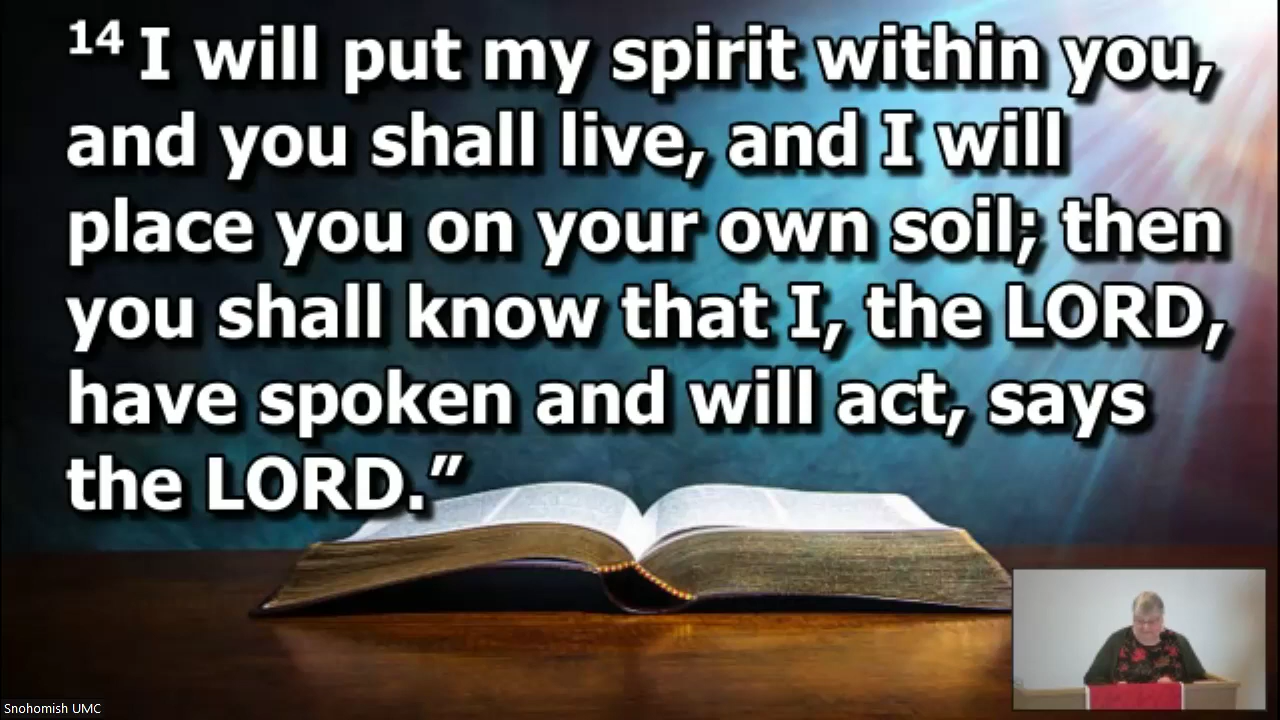 14 I will put my spirit within you,
and you shall live, and I will
place you on your own soil; then
you shall know that I, the LORD,
have spoken and will act, says
the LORD.”
Snohomish UMC